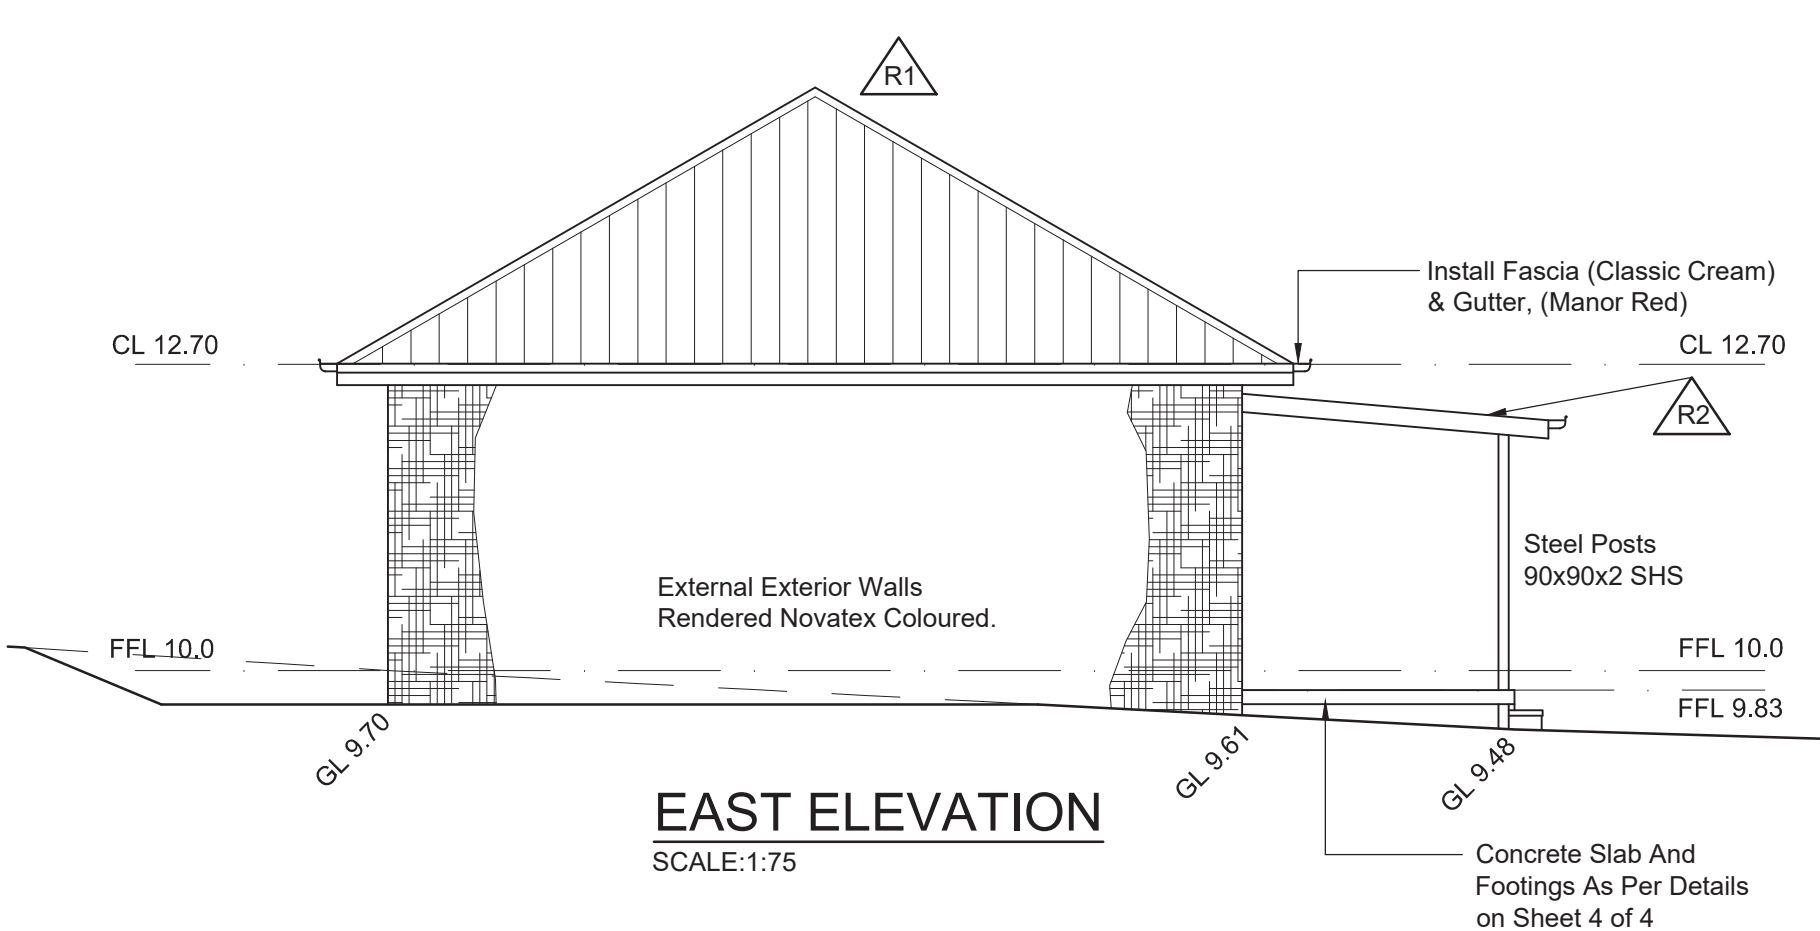 R1
Install Fascia (Classic Cream)
& Gutter, (Manor Red)
CL 12.70
CL 12.70
R2
Steel Posts
90x90x2 SHS
External Exterior Walls
Rendered Novatex Coloured.
FFL 10.0
FFL 10.0
FFL 9.83
GL 9.70
GL 9.61
GL 9.48
EAST ELEVATION
SCALE:1:75
Concrete Slab And
Footings As Per Details
on Sheet 4 of 4